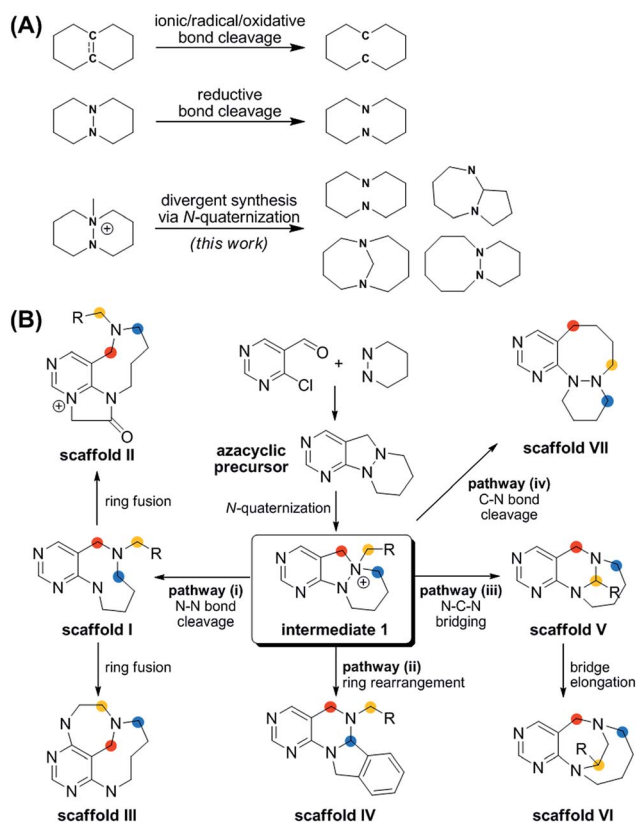 (A)
ionic/radical/oxidative
bond cleavage
C
C
C
C
reductive
bond cleavage
N
N
N
N
divergent synthesis
via N-quaternization
(this work)
N
N
⊕
N
N
N
N
N
N
N
N
(B)
R
N
N
N
N
⊕
O
scaffold II
N
N
O
Cl
+
N
N
azacyclic
precursor
N
N
N
N
N-quaternization
N
N
N
N
scaffold VII
ring fusion
pathway (iv)
C-N bond
cleavage
N
N
N
N
R
scaffold I
pathway (i)
N-N bond
cleavage
N
N
N
N
⊕
R
intermediate 1
pathway (iii)
N-C-N
bridging
N
N
N
N
R
scaffold V
ring fusion
pathway (ii)
ring rearrangement
bridge
elongation
N
N
N
N
N
scaffold III
N
N
N
N
R
scaffold IV
N
N
N
N
R
scaffold VI